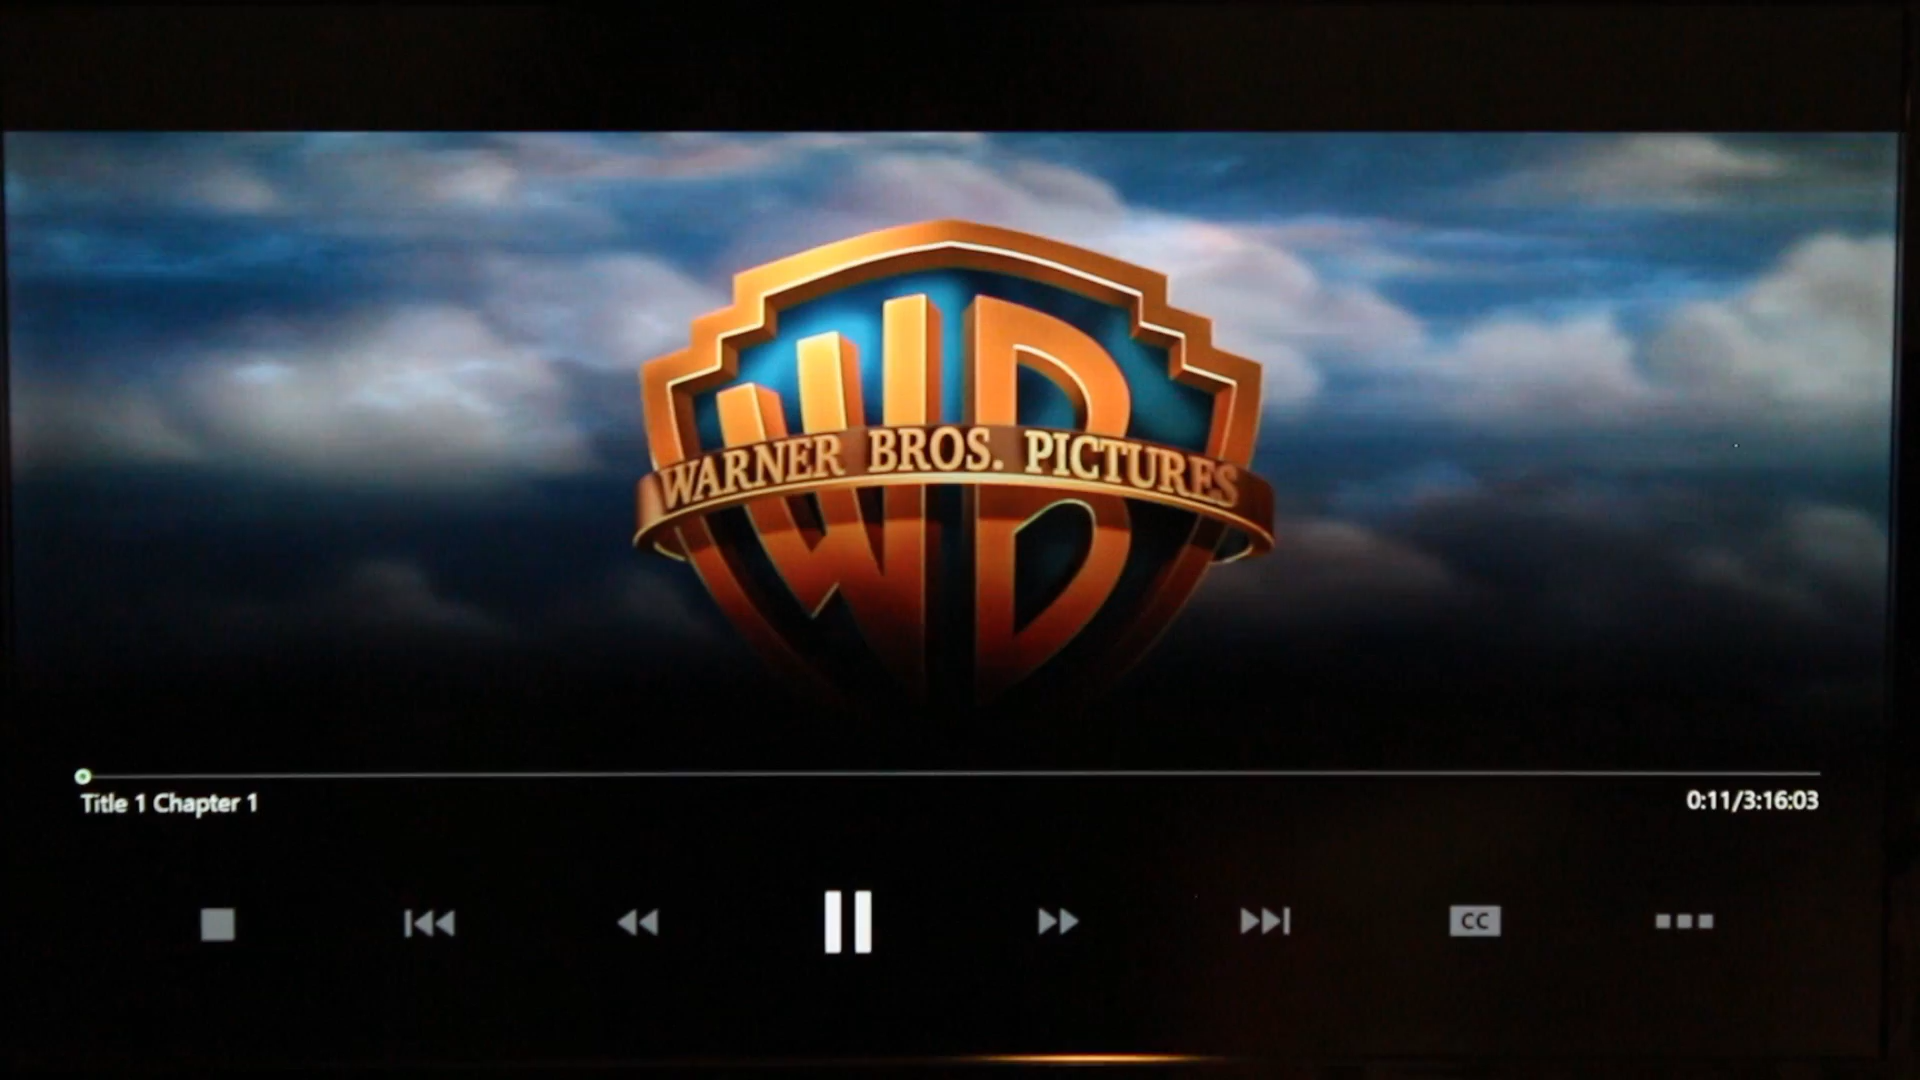 WB
WARNER BROS. PICTURES
Title 1 Chapter 1
0:11/3:16:03
CC